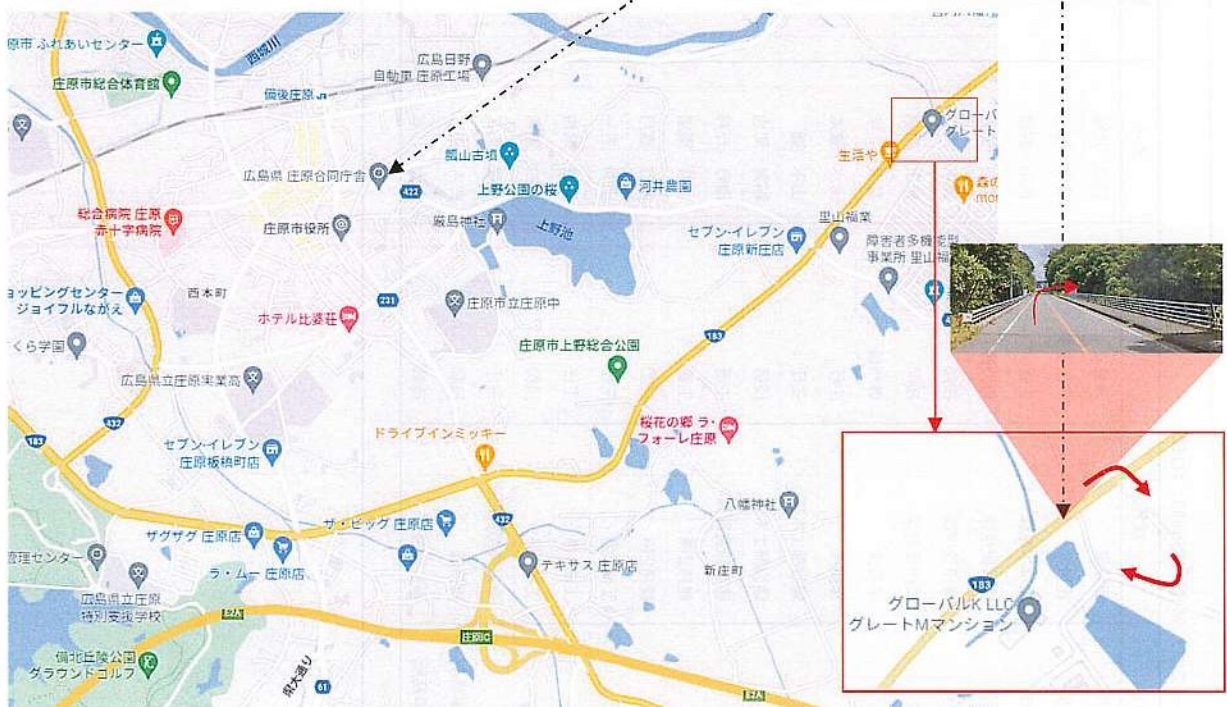 原市 ふれあいセンター
西城川
庄原市総合体育館
備後庄原
広島日野
自動車 庄原工場
グローバ
グレート
生活や
瓢山古墳
広島県 庄原合同庁舎
422
上野公園の桜
河井農園
森の
mor
総合病院 庄原
赤十字病院
庄原市役所
厳島神社
上野池
里山福業
セブン-イレブン
庄原新庄店
障害者多機能型
事業所 里山福
ョッピングセンター
ジョイフルながえ
西本町
231
庄原市立庄原中
ホテル比婆荘
183
くら学園
庄原市上野総合公園
広島県立庄原実業高
432
183
セブン-イレブン
庄原板橋町店
ドライブインミッキー
桜花の郷 ラ・
フォーレ庄原
八幡神社
ザグザグ 庄原店
ザ・ビッグ 庄原店
432
管理センター
ラ・ムー 庄原店
テキサス 庄原店
新庄町
183
広島県立庄原
特別支援学校
グローバルK LLC
グレートMマンション
E2A
庄原IC
備北丘陵公園
グラウンドゴルフ
県大通り
61
E2A